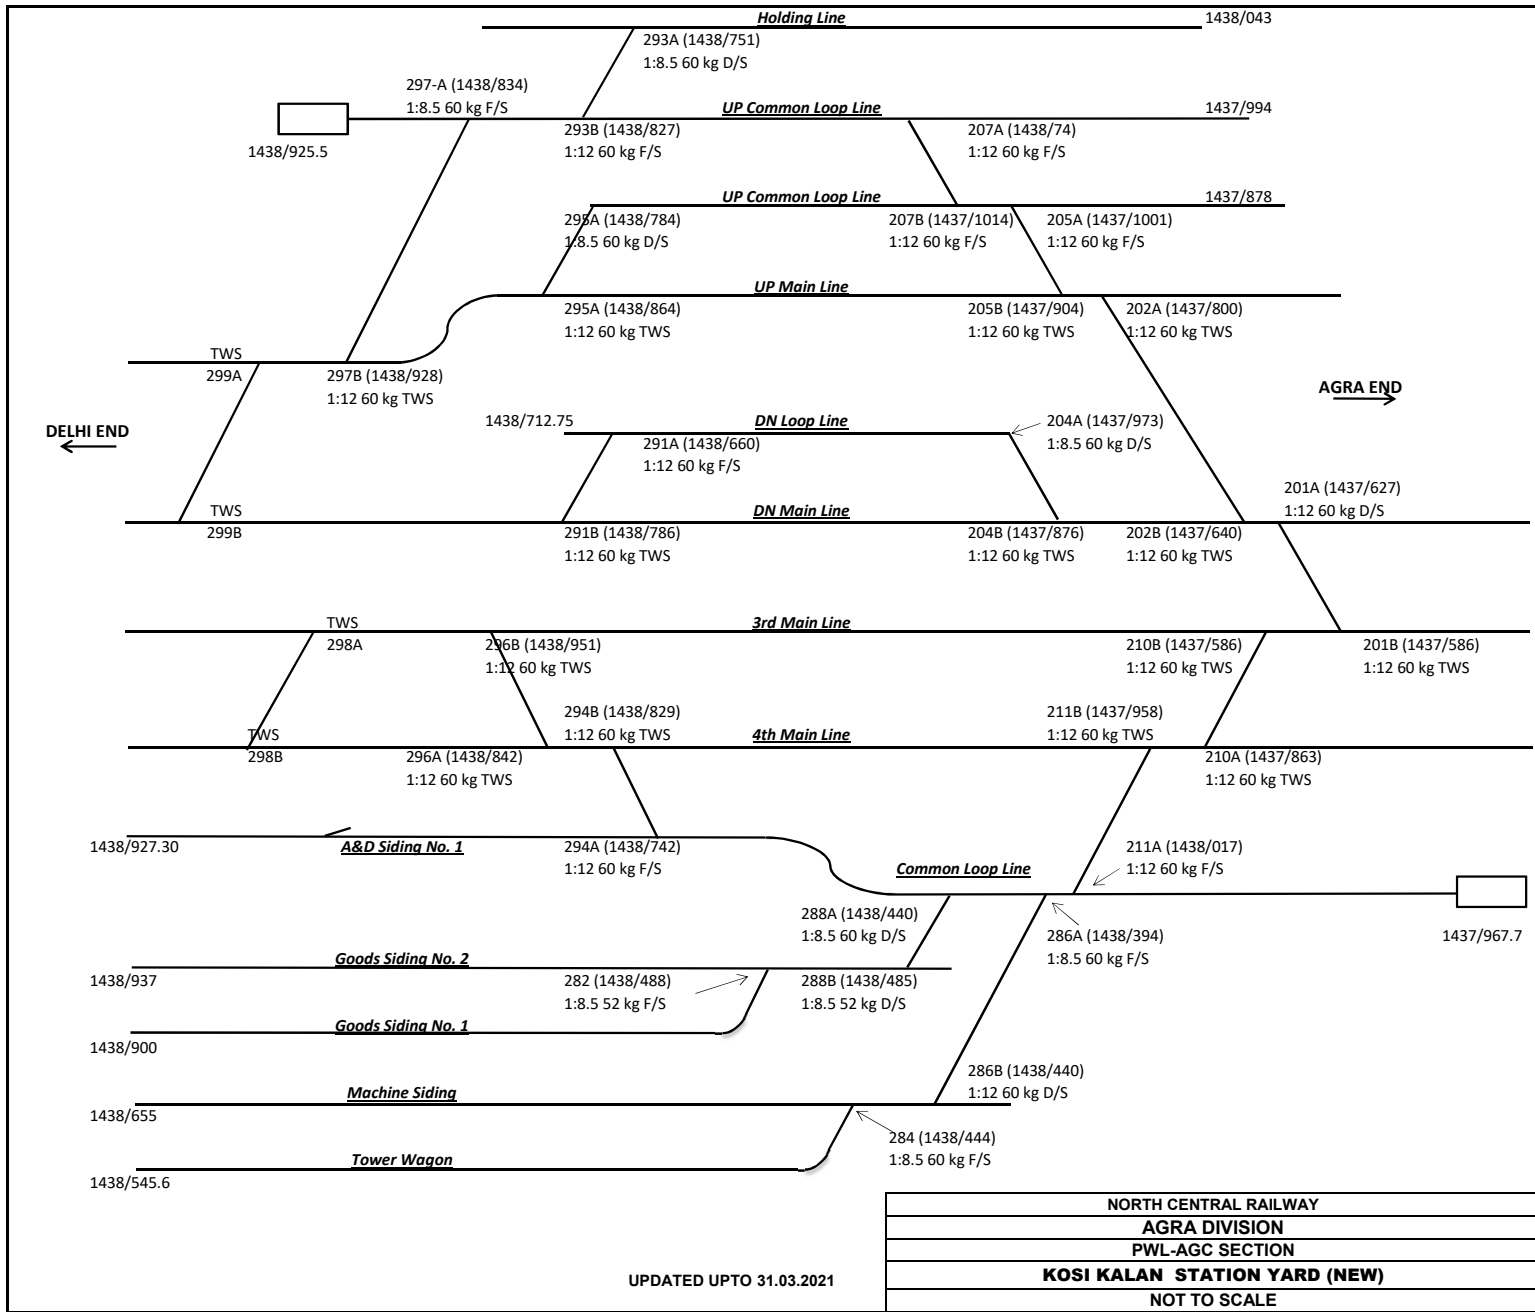 Holding Line
1438/043
293A (1438/751)
1:8.5 60 kg D/S
297-A (1438/834)
1:8.5 60 kg F/S
UP Common Loop Line
1437/994
1438/925.5
293B (1438/827)
1:12 60 kg F/S
207A (1438/74)
1:12 60 kg F/S
UP Common Loop Line
1437/878
295A (1438/784)
1:8.5 60 kg D/S
207B (1437/1014)
1:12 60 kg F/S
205A (1437/1001)
1:12 60 kg F/S
UP Main Line
295A (1438/864)
1:12 60 kg TWS
205B (1437/904)
1:12 60 kg TWS
202A (1437/800)
1:12 60 kg TWS
TWS
299A
297B (1438/928)
1:12 60 kg TWS
AGRA END
DELHI END
1438/712.75
DN Loop Line
204A (1437/973)
1:8.5 60 kg D/S
291A (1438/660)
1:12 60 kg F/S
201A (1437/627)
1:12 60 kg D/S
TWS
299B
DN Main Line
291B (1438/786)
1:12 60 kg TWS
204B (1437/876)
1:12 60 kg TWS
202B (1437/640)
1:12 60 kg TWS
TWS
298A
3rd Main Line
296B (1438/951)
1:12 60 kg TWS
210B (1437/586)
1:12 60 kg TWS
201B (1437/586)
1:12 60 kg TWS
294B (1438/829)
1:12 60 kg TWS
211B (1437/958)
1:12 60 kg TWS
TWS
298B
4th Main Line
296A (1438/842)
1:12 60 kg TWS
210A (1437/863)
1:12 60 kg TWS
1438/927.30
A&D Siding No. 1
294A (1438/742)
1:12 60 kg F/S
211A (1438/017)
1:12 60 kg F/S
Common Loop Line
288A (1438/440)
1:8.5 60 kg D/S
286A (1438/394)
1:8.5 60 kg F/S
1437/967.7
Goods Siding No. 2
1438/937
282 (1438/488)
1:8.5 52 kg F/S
288B (1438/485)
1:8.5 52 kg D/S
Goods Siding No. 1
1438/900
286B (1438/440)
1:12 60 kg D/S
Machine Siding
1438/655
284 (1438/444)
1:8.5 60 kg F/S
Tower Wagon
1438/545.6
UPDATED UPTO 31.03.2021
NORTH CENTRAL RAILWAY
AGRA DIVISION
PWL-AGC SECTION
KOSI KALAN STATION YARD (NEW)
NOT TO SCALE